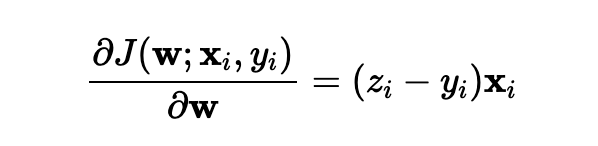 ∂J(𝐰; 𝐱ᵢ, yᵢ)/∂𝐰 = (zᵢ − yᵢ)𝐱ᵢ